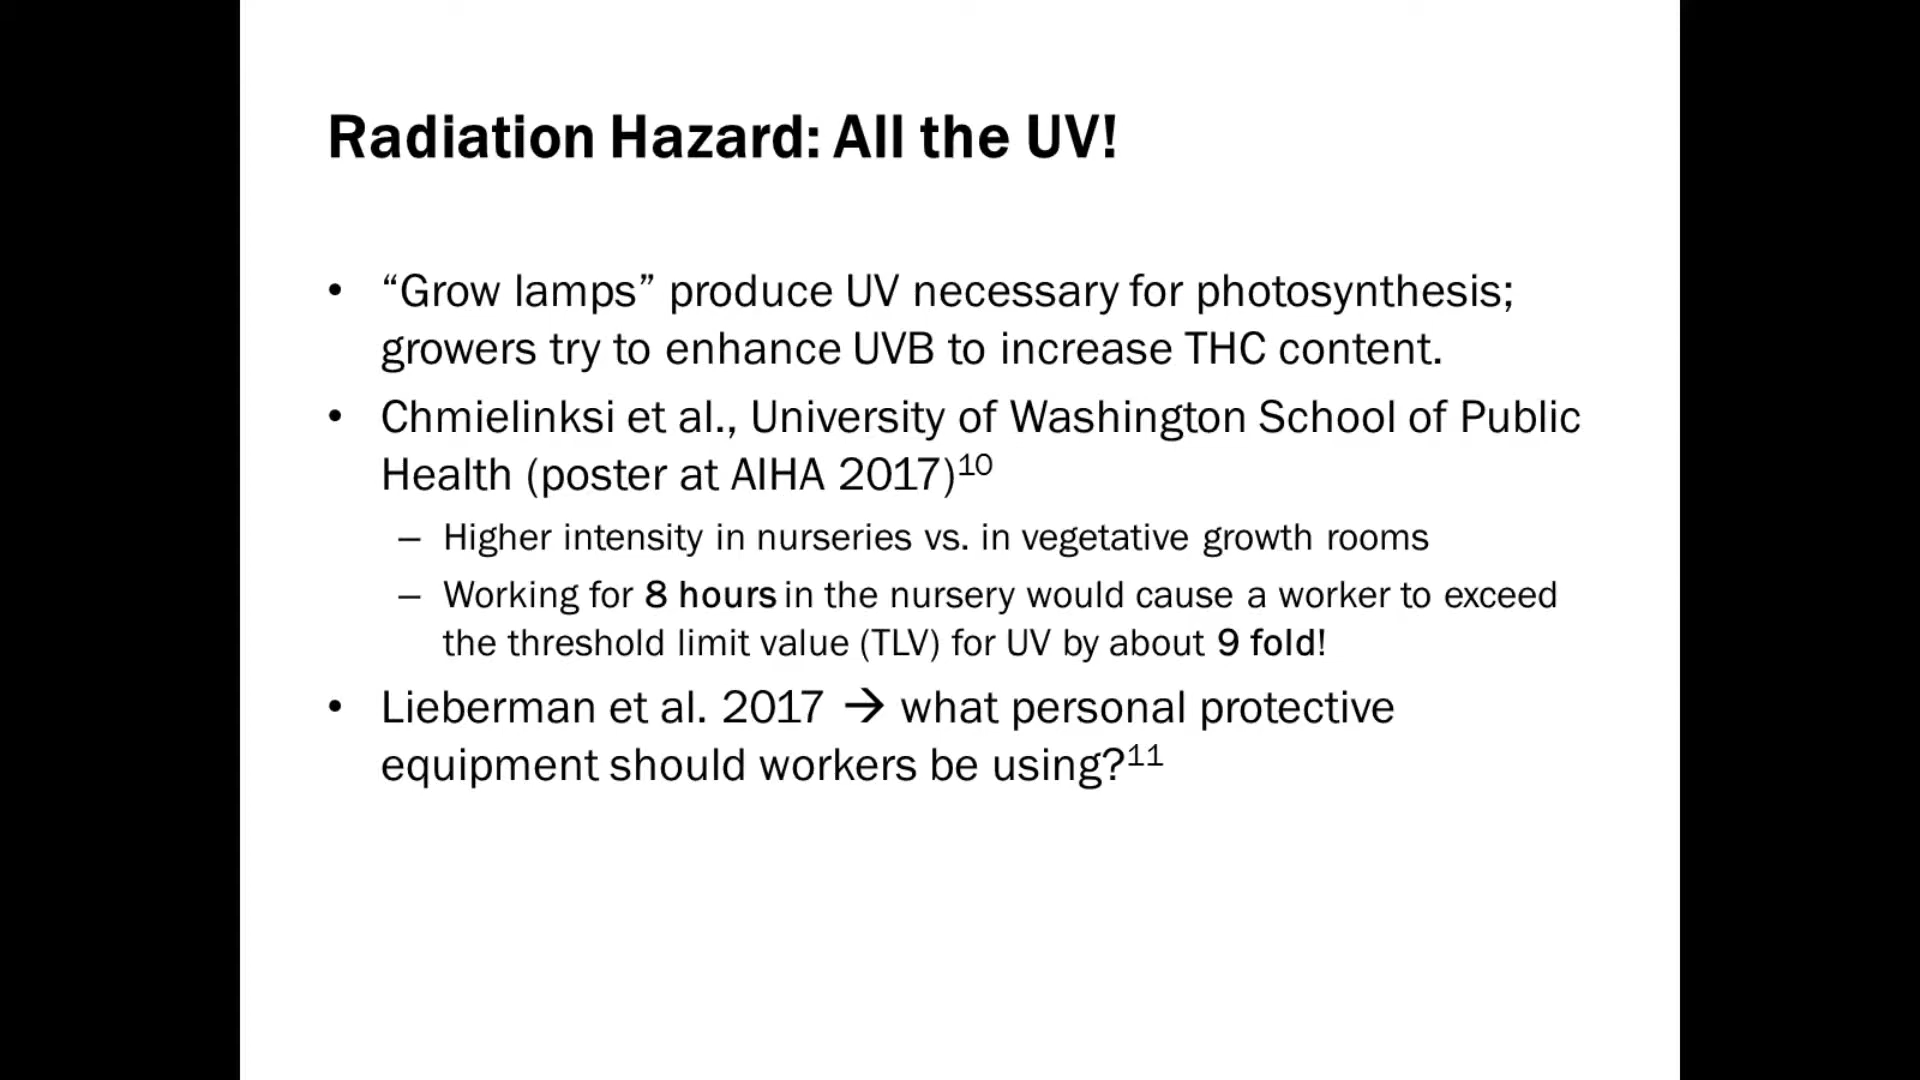 Radiation Hazard: All the UV!
• “Grow lamps” produce UV necessary for photosynthesis;
growers try to enhance UVB to increase THC content.
• Chmielinksi et al., University of Washington School of Public
Health (poster at AIHA 2017)¹⁰
– Higher intensity in nurseries vs. in vegetative growth rooms
– Working for 8 hours in the nursery would cause a worker to exceed
the threshold limit value (TLV) for UV by about 9 fold!
• Lieberman et al. 2017 → what personal protective
equipment should workers be using?¹¹